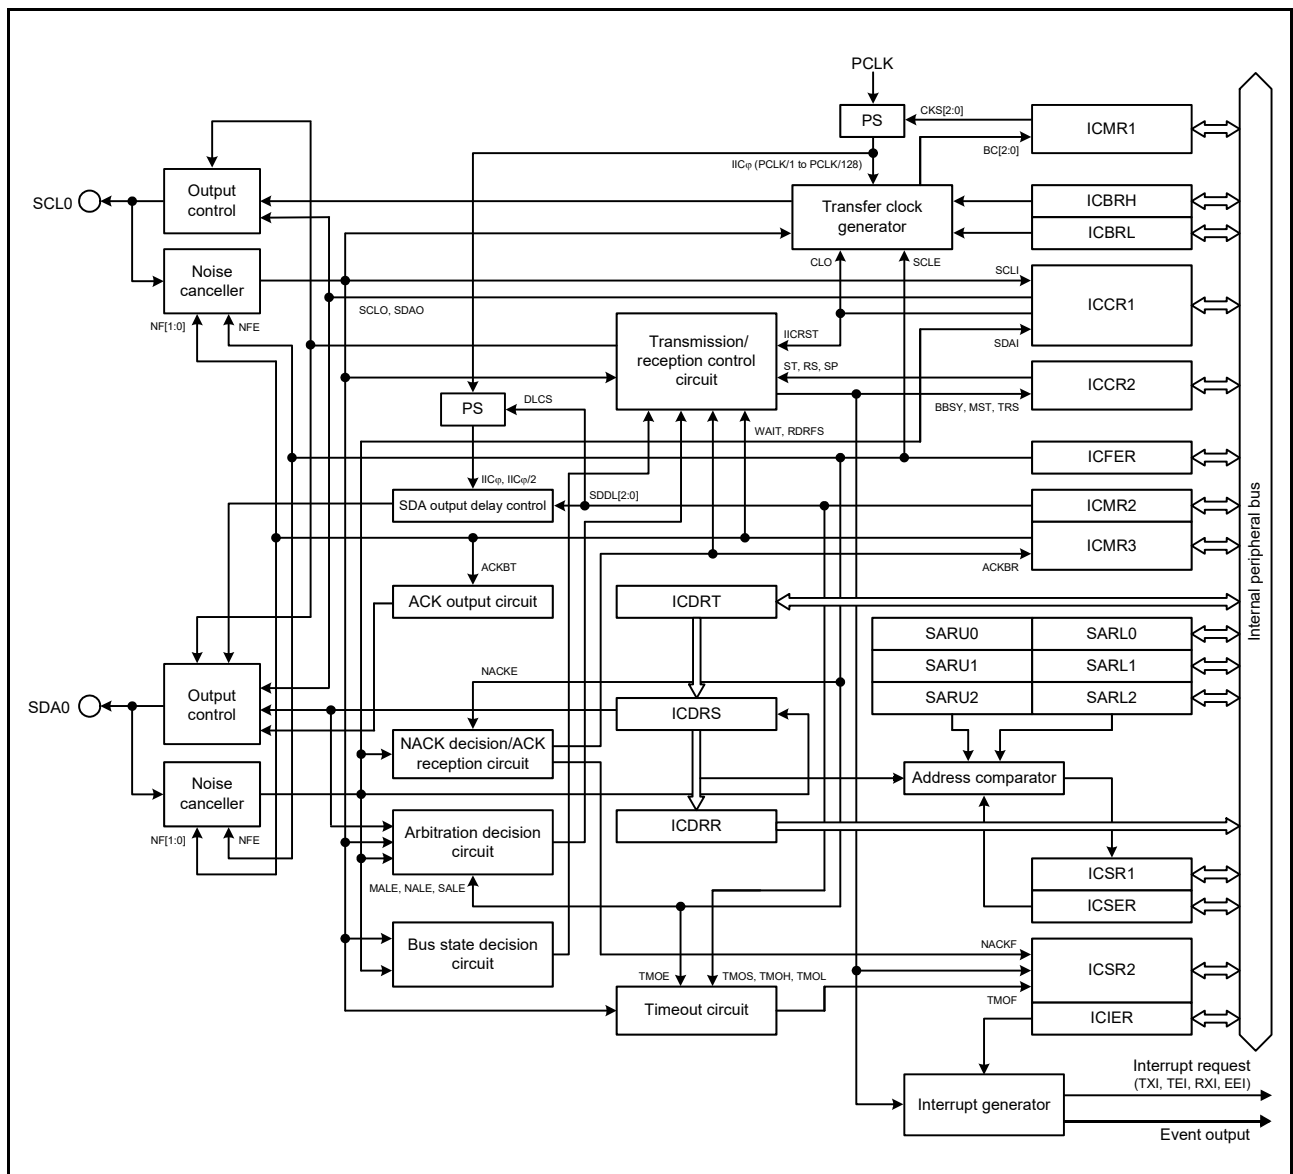 PCLK
PS
CKS[2:0]
ICMR1
BC[2:0]
IICφ (PCLK/1 to PCLK/128)
SCL0
Output
control
Transfer clock
generator
ICBRH
ICBRL
Noise
canceller
CLO
SCLE
SCLI
ICCR1
SCLO, SDAO
NF[1:0]
NFE
Transmission/
reception control
circuit
IICRST
SDAI
ST, RS, SP
ICCR2
BBSY, MST, TRS
PS
DLCS
WAIT, RDRFS
ICFER
IICφ, IICφ/2
SDA output delay control
SDDL[2:0]
ICMR2
ICMR3
ACKBR
ACKBT
ACK output circuit
ICDRT
Internal peripheral bus
SARU0
SARL0
SARU1
SARL1
SARU2
SARL2
NACKE
SDA0
Output
control
ICDRS
NACK decision/ACK
reception circuit
Address comparator
Noise
canceller
NF[1:0]
NFE
Arbitration decision
circuit
ICDRR
MALE, NALE, SALE
ICSR1
ICSER
Bus state decision
circuit
NACKF
ICSR2
TMOE
TMOS, TMOH, TMOL
TMOF
Timeout circuit
ICIER
Interrupt generator
Interrupt request
(TXI, TEI, RXI, EEI)
Event output